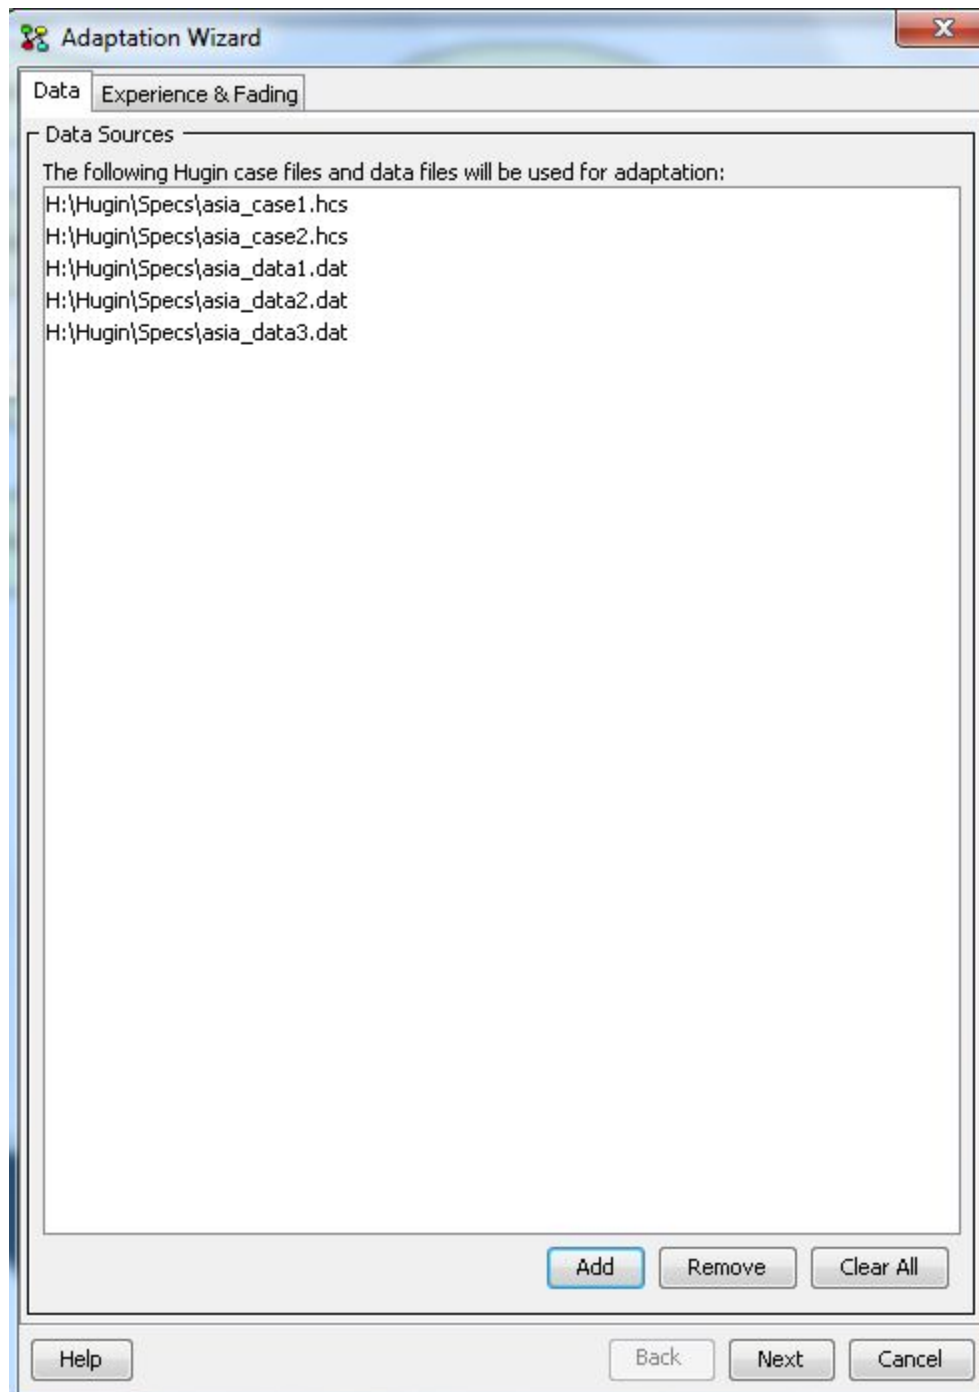 Adaptation Wizard
Data Experience & Fading
Data Sources
The following Hugin case files and data files will be used for adaptation:
H:\Hugin\Specs\asia_case1.hcs
H:\Hugin\Specs\asia_case2.hcs
H:\Hugin\Specs\asia_data1.dat
H:\Hugin\Specs\asia_data2.dat
H:\Hugin\Specs\asia_data3.dat
Add Remove Clear All
Help Back Next Cancel